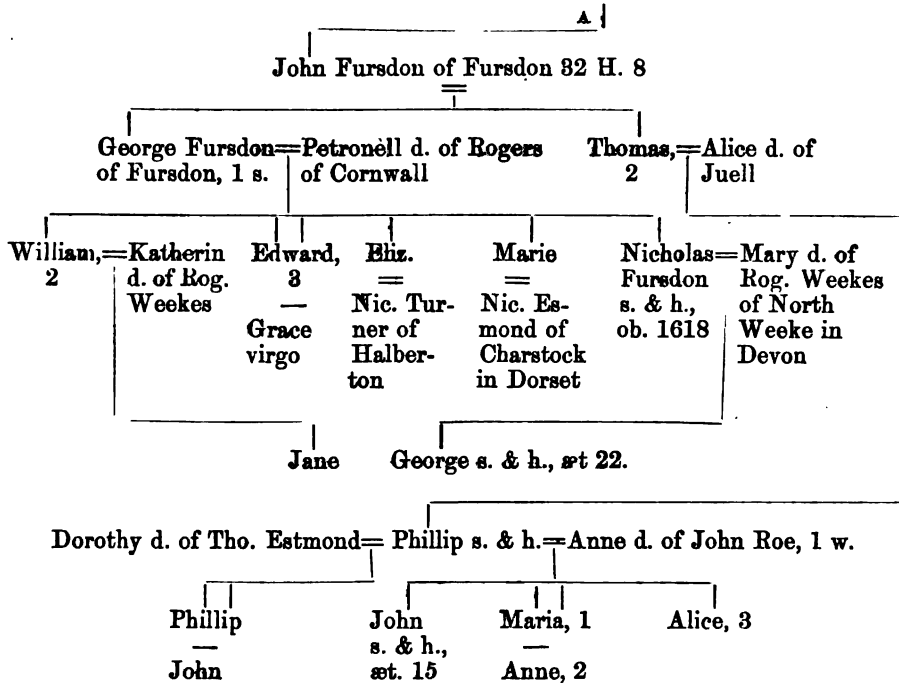 A
John Fursdon of Fursdon 32 H. 8
George Fursdon=Petronèll d. of Rogers
of Fursdon, 1 s. of Cornwall
Thomas,=Alice d. of
2 Juell
William,=Katherin
2 d. of Rog.
Weekes
Edward,
3
—
Grace
virgo
Eliz.
=
Nic. Tur-
ner of
Halber-
ton
Marie
=
Nic. Es-
mond of
Charstock
in Dorset
Nicholas=Mary d. of
Fursdon Rog. Weekes
s. & h., of North
ob. 1618 Weeke in
Devon
Jane
George s. & h., æt 22.
Dorothy d. of Tho. Estmond=Phillip s. & h.=Anne d. of John Roe, 1 w.
Phillip
—
John
John
s. & h.,
æt. 15
Maria, 1
—
Anne, 2
Alice, 3